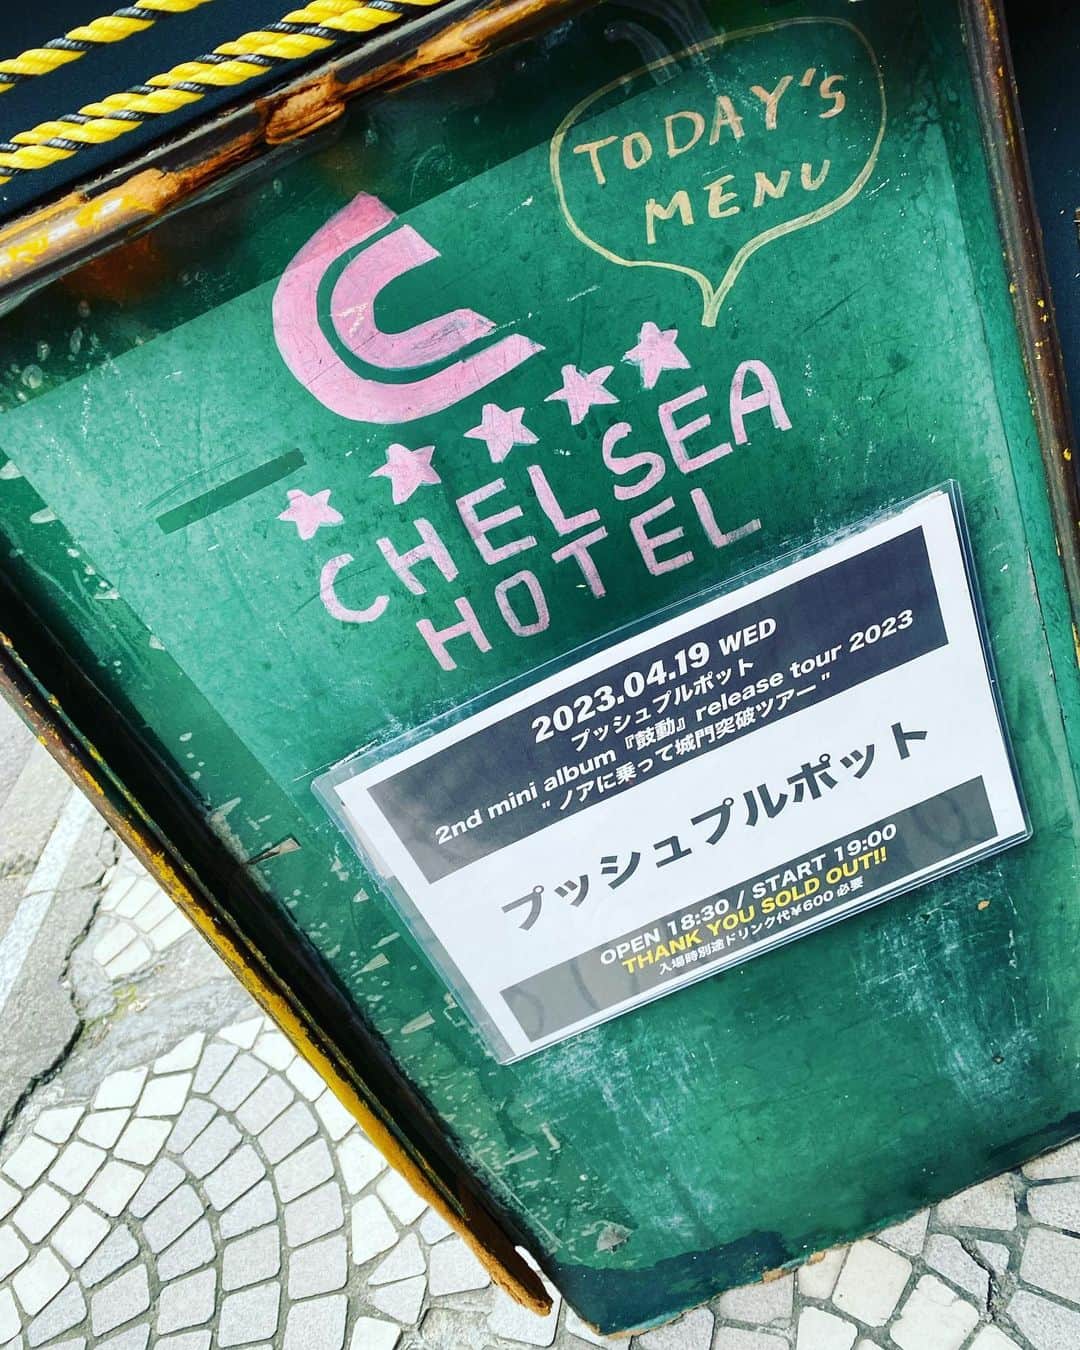 TODAY'S
MENU
CHELSEA
HOTEL
2023.04.19 WED
プッシュプルポット
2nd mini album『鼓動』release tour 2023
"ノアに乗って城門突破ツアー"
プッシュプルポット
OPEN 18:30 / START 19:00
THANK YOU SOLD OUT!!
入場時別途ドリンク代¥600必要